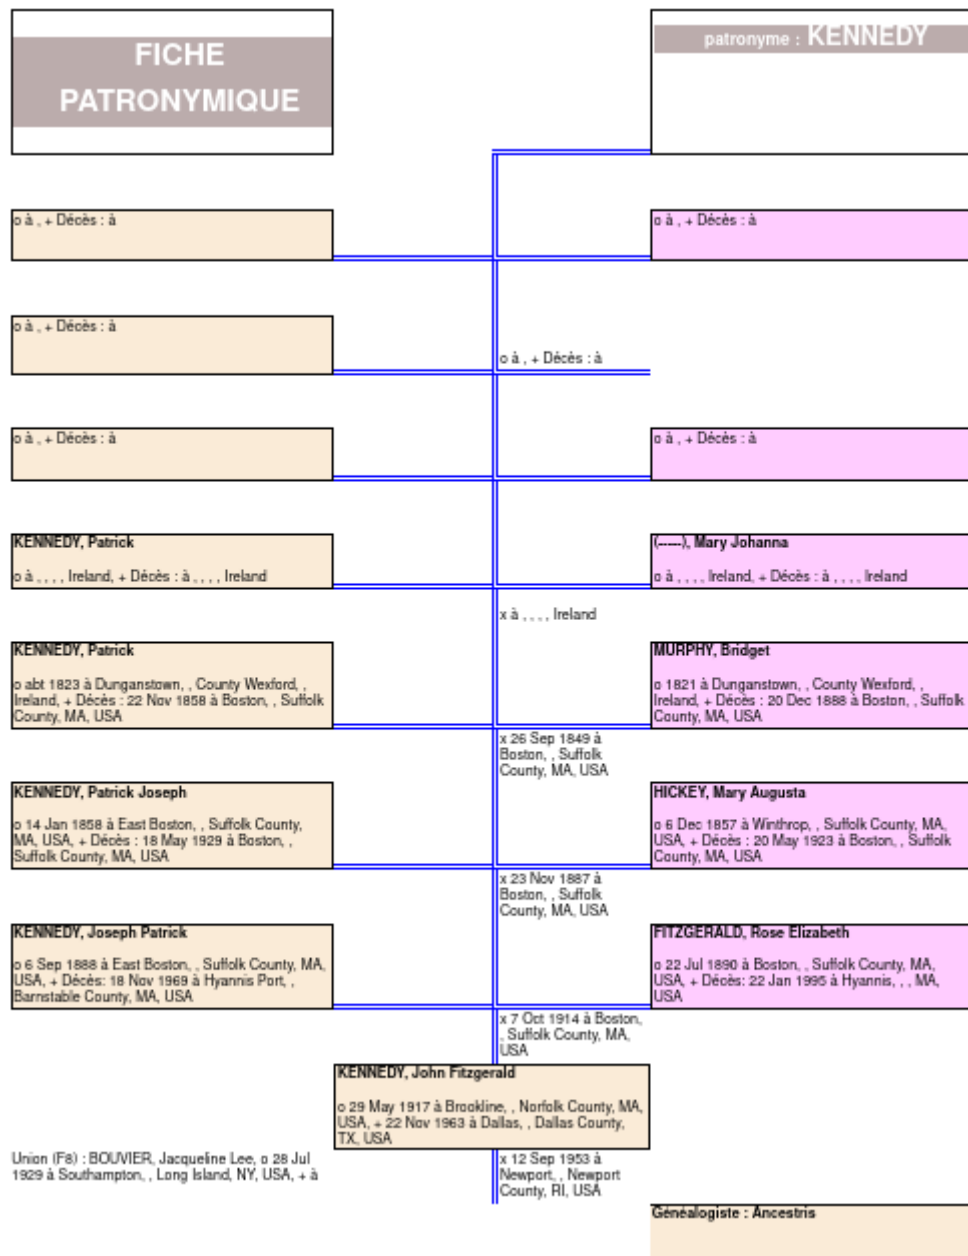 FICHE
PATRONYMIQUE
patronyme : KENNEDY
o à , + Décès : à
o à , + Décès : à
o à , + Décès : à
o à , + Décès : à
o à , + Décès : à
o à , + Décès : à
KENNEDY, Patrick
o à , , , , Ireland, + Décès : à , , , , Ireland
(-----), Mary Johanna
o à , , , , Ireland, + Décès : à , , , , Ireland
x à , , , , Ireland
KENNEDY, Patrick
o abt 1823 à Dunganstown, , County Wexford, ,
Ireland, + Décès : 22 Nov 1858 à Boston, , Suffolk
County, MA, USA
MURPHY, Bridget
o 1821 à Dunganstown, , County Wexford, ,
Ireland, + Décès : 20 Dec 1888 à Boston, , Suffolk
County, MA, USA
x 26 Sep 1849 à
Boston, , Suffolk
County, MA, USA
KENNEDY, Patrick Joseph
o 14 Jan 1858 à East Boston, , Suffolk County,
MA, USA, + Décès : 18 May 1929 à Boston, ,
Suffolk County, MA, USA
HICKEY, Mary Augusta
o 6 Dec 1857 à Winthrop, , Suffolk County, MA,
USA, + Décès : 20 May 1923 à Boston, , Suffolk
County, MA, USA
x 23 Nov 1887 à
Boston, , Suffolk
County, MA, USA
KENNEDY, Joseph Patrick
o 6 Sep 1888 à East Boston, , Suffolk County, MA,
USA, + Décès: 18 Nov 1969 à Hyannis Port, ,
Barnstable County, MA, USA
FITZGERALD, Rose Elizabeth
o 22 Jul 1890 à Boston, , Suffolk County, MA,
USA, + Décès: 22 Jan 1995 à Hyannis, , , MA,
USA
x 7 Oct 1914 à Boston,
, Suffolk County, MA,
USA
KENNEDY, John Fitzgerald
o 29 May 1917 à Brookline, , Norfolk County, MA,
USA, + 22 Nov 1963 à Dallas, , Dallas County,
TX, USA
Union (F8) : BOUVIER, Jacqueline Lee, o 28 Jul
1929 à Southampton, , Long Island, NY, USA, + à
x 12 Sep 1953 à
Newport, , Newport
County, RI, USA
Généalogiste : Ancestris